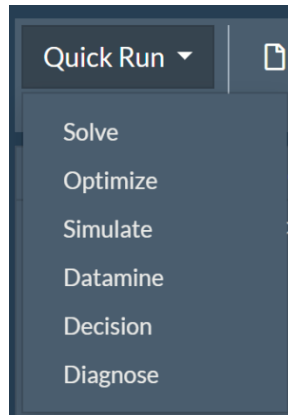 Quick Run
Solve
Optimize
Simulate
Datamine
Decision
Diagnose